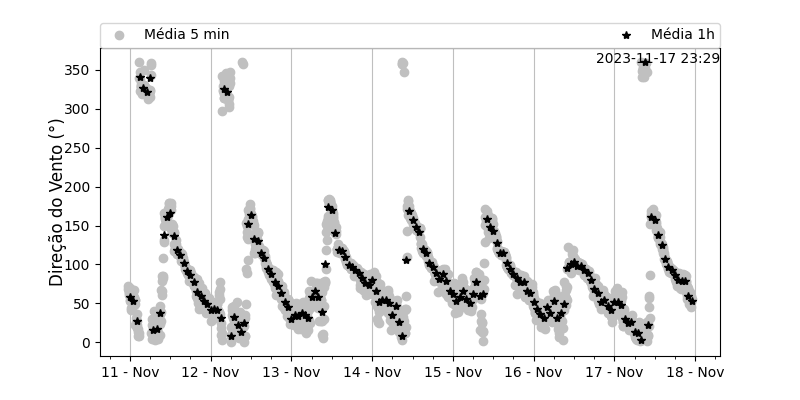 Média 5 min
Média 1h
2023-11-17 23:29
Direção do Vento (°)
350
300
250
200
150
100
50
0
11 - Nov
12 - Nov
13 - Nov
14 - Nov
15 - Nov
16 - Nov
17 - Nov
18 - Nov